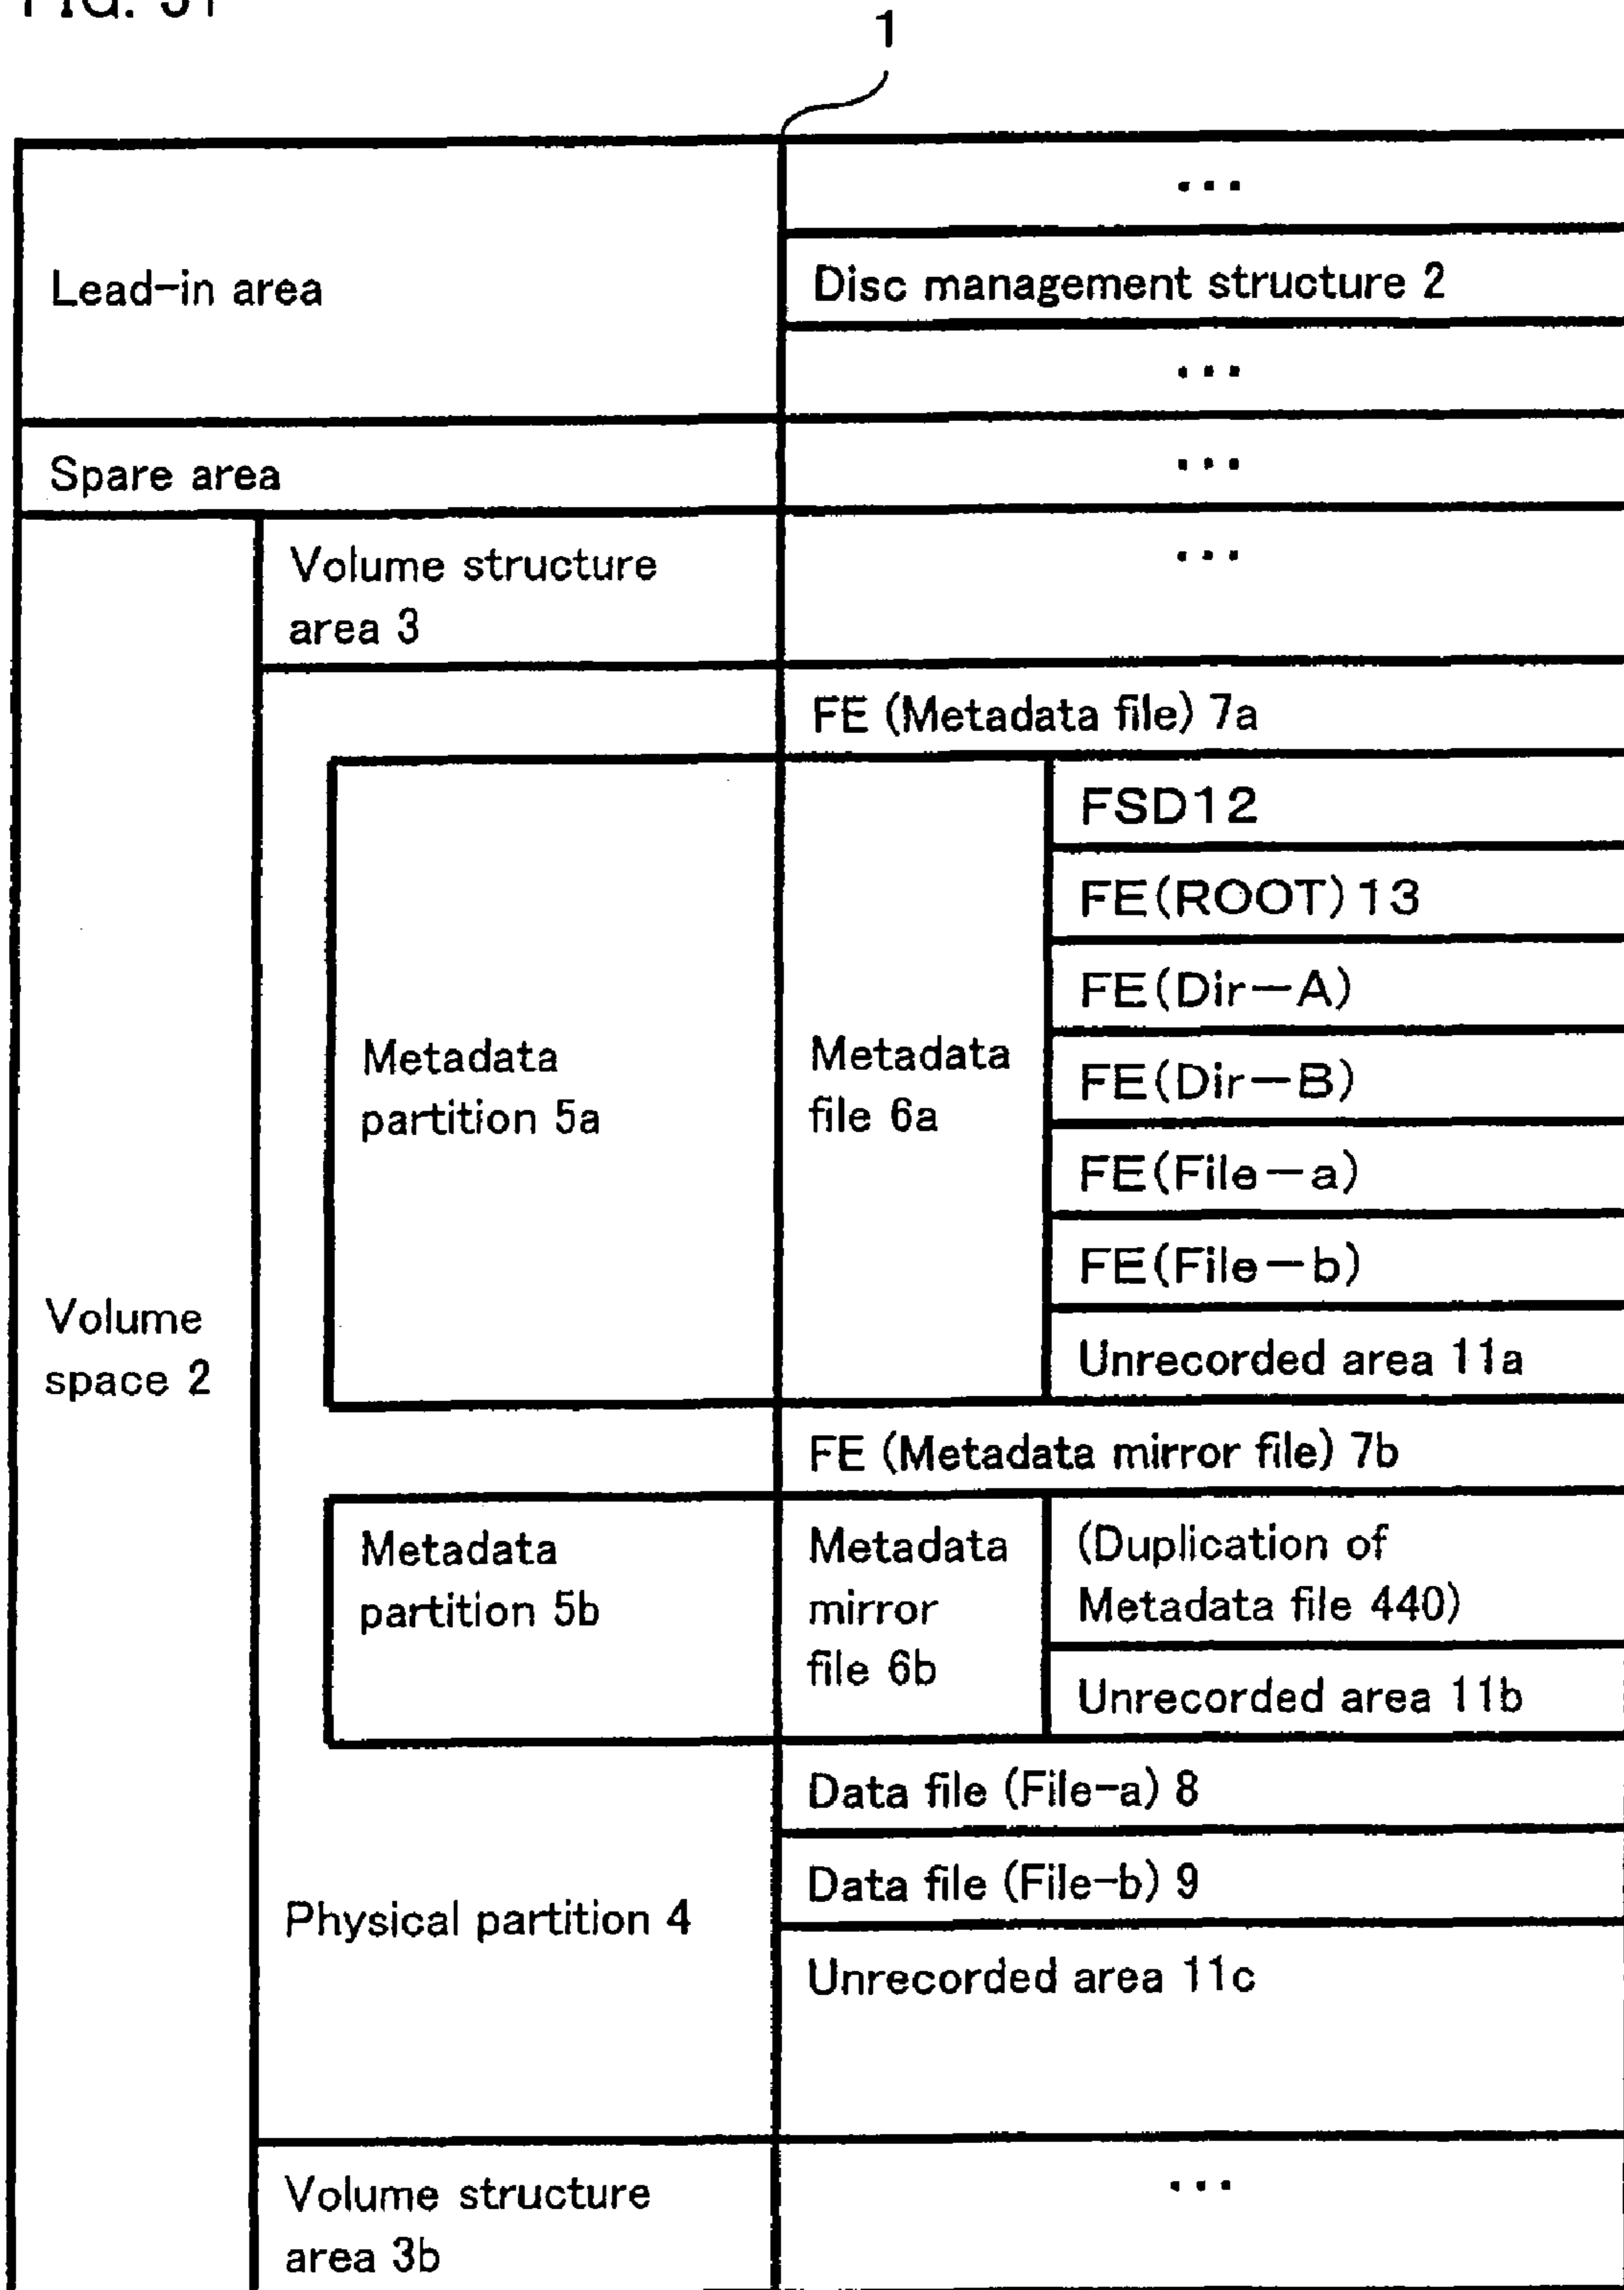 FIG. 31
1
...
Lead-in area
Disc management structure 2
...
Spare area
...
Volume structure
area 3
...
FE (Metadata file) 7a
Metadata
partition 5a
Metadata
file 6a
FSD12
FE(ROOT)13
FE(Dir-A)
FE(Dir-B)
FE(File-a)
FE(File-b)
Unrecorded area 11a
Volume
space 2
FE (Metadata mirror file) 7b
Metadata
partition 5b
Metadata
mirror
file 6b
(Duplication of
Metadata file 440)
Unrecorded area 11b
Physical partition 4
Data file (File-a) 8
Data file (File-b) 9
Unrecorded area 11c
Volume structure
area 3b
...